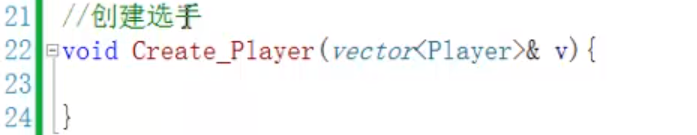 21 //创建选手
22 void Create_Player(vector<Player>& v){
23
24 }